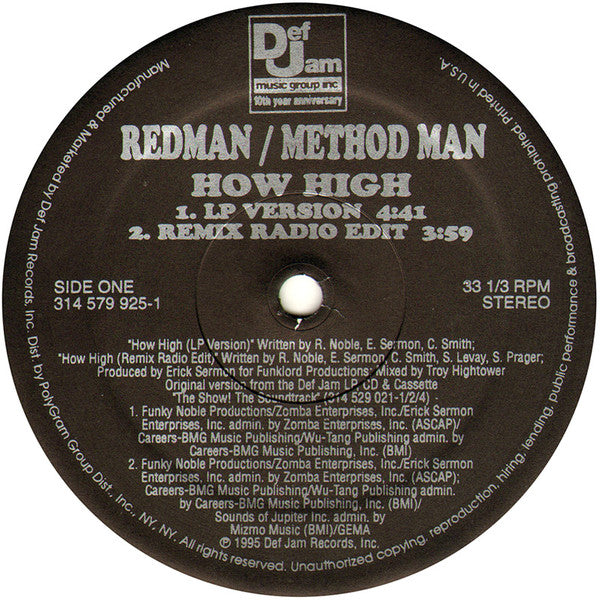 Def
Jam
music group inc
10th year anniversary
REDMAN / METHOD MAN
HOW HIGH
1. LP VERSION 4:41
2. REMIX RADIO EDIT 3:59
SIDE ONE
314 579 925-1
33 1/3 RPM
STEREO
"How High (LP Version)" Written by R. Noble, E. Sermon, C. Smith;
"How High (Remix Radio Edit)" Written by R. Noble, E. Sermon, C. Smith, S. Levay, S. Prager;
Produced by Erick Sermon for Funklord Productions; Mixed by Troy Hightower
Original version from the Def Jam LP, CD & Cassette
"The Show! The Soundtrack" (314 529 021-1/2/4)
1. Funky Noble Productions/Zomba Enterprises, Inc./Erick Sermon
Enterprises, Inc. admin. by Zomba Enterprises, Inc. (ASCAP)/
Careers-BMG Music Publishing/Wu-Tang Publishing admin. by
Careers-BMG Music Publishing, Inc. (BMI)
2. Funky Noble Productions/Zomba Enterprises, Inc./Erick Sermon
Enterprises, Inc. admin. by Zomba Enterprises, Inc. (ASCAP);
Careers-BMG Music Publishing/Wu-Tang Publishing admin.
by Careers-BMG Music Publishing, Inc. (BMI)/
Sounds of Jupiter Inc. admin. by
Mizmo Music (BMI)/GEMA
℗ 1995 Def Jam Records, Inc.
Manufactured & Marketed by Def Jam Records, Inc. Dist. by PolyGram Group Dist., Inc., NY, NY. All rights reserved. Unauthorized copying, reproduction, hiring, lending, public performance & broadcasting prohibited. Printed in U.S.A.